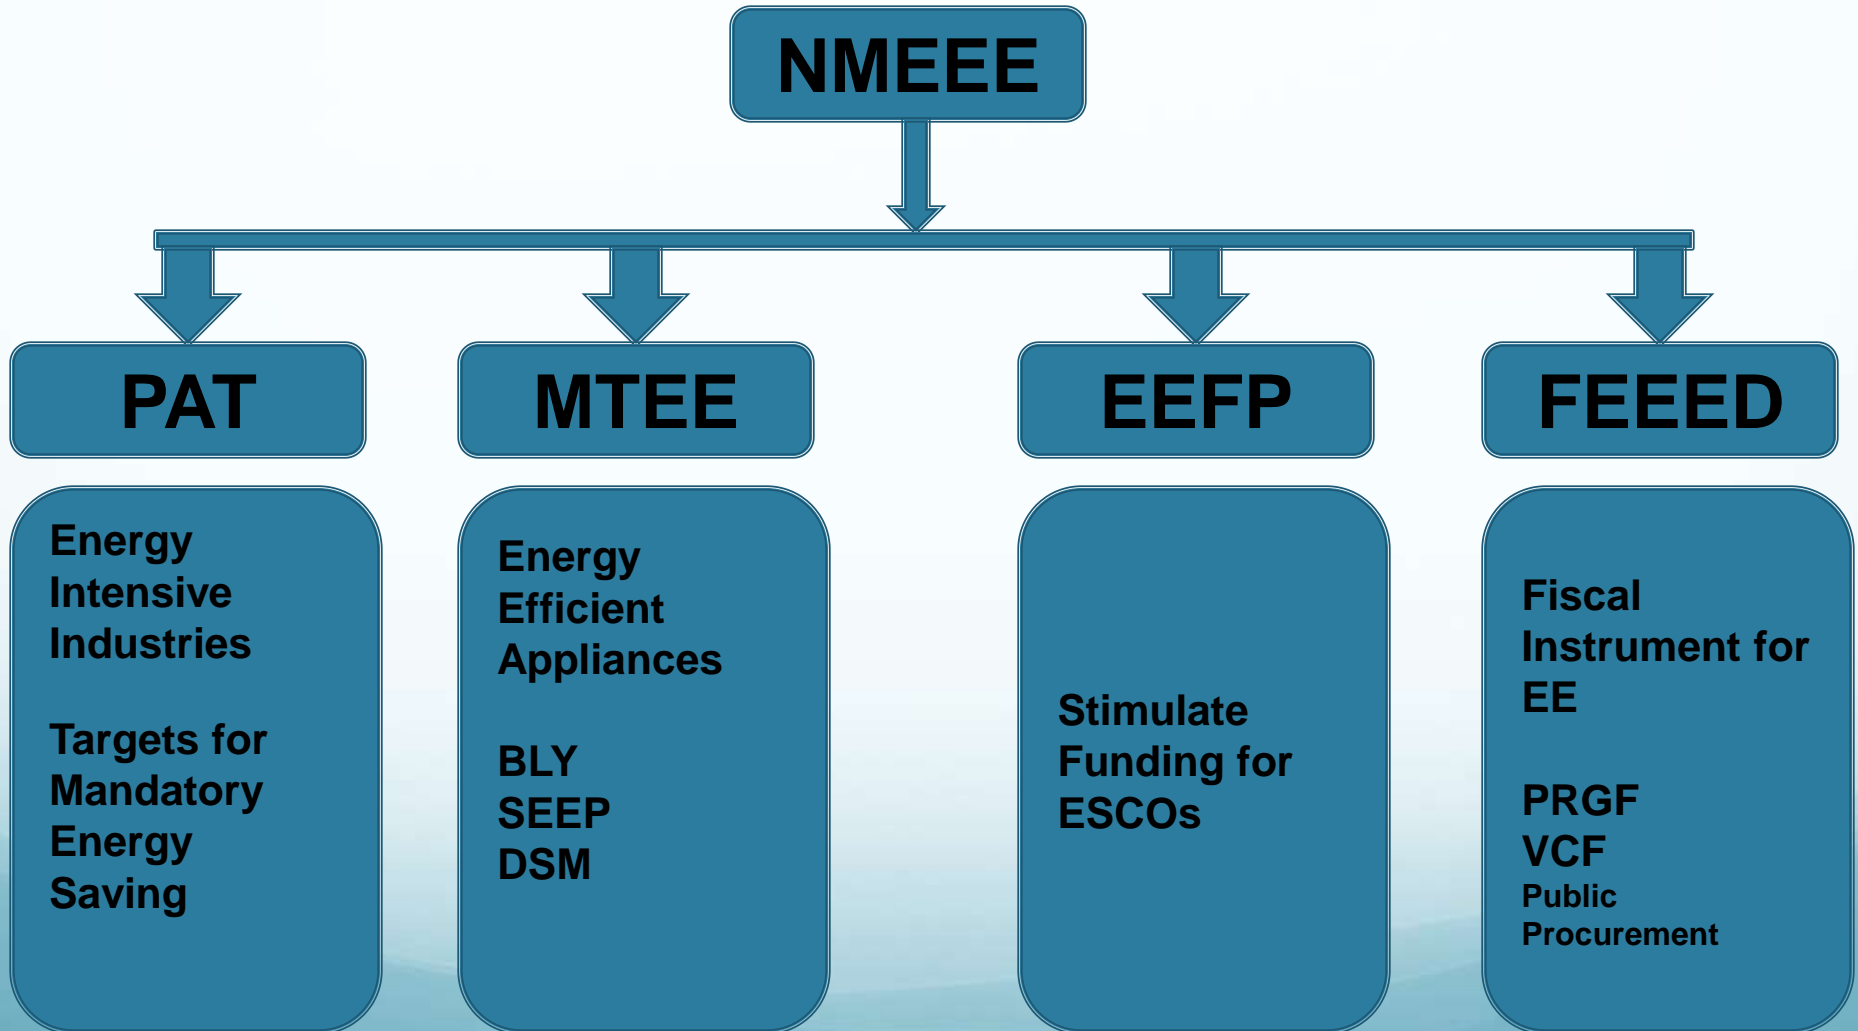 NMEEE
PAT
MTEE
EEFP
FEEED
Energy
Intensive
Industries
Targets for
Mandatory
Energy
Saving
Energy
Efficient
Appliances
BLY
SEEP
DSM
Stimulate
Funding for
ESCOs
Fiscal
Instrument for
EE
PRGF
VCF
Public
Procurement